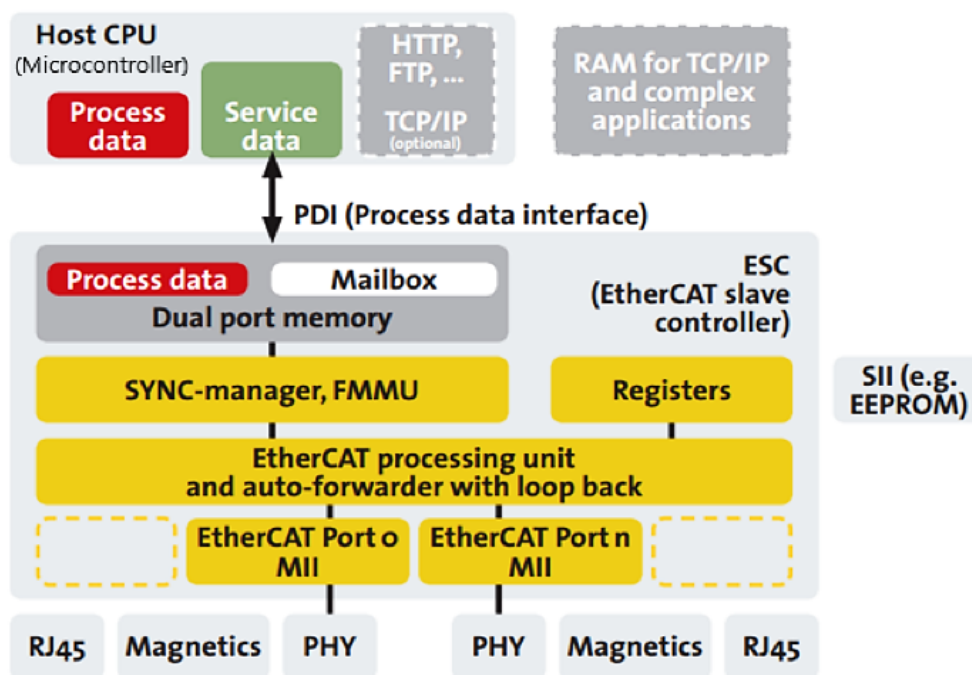 Host CPU
(Microcontroller)
Process
data
Service
data
HTTP,
FTP, ...
TCP/IP
(optional)
RAM for TCP/IP
and complex
applications
PDI (Process data interface)
Process data
Mailbox
Dual port memory
ESC
(EtherCAT slave
controller)
SYNC-manager, FMMU
Registers
SII (e.g.
EEPROM)
EtherCAT processing unit
and auto-forwarder with loop back
EtherCAT Port 0
MII
EtherCAT Port n
MII
RJ45
Magnetics
PHY
PHY
Magnetics
RJ45